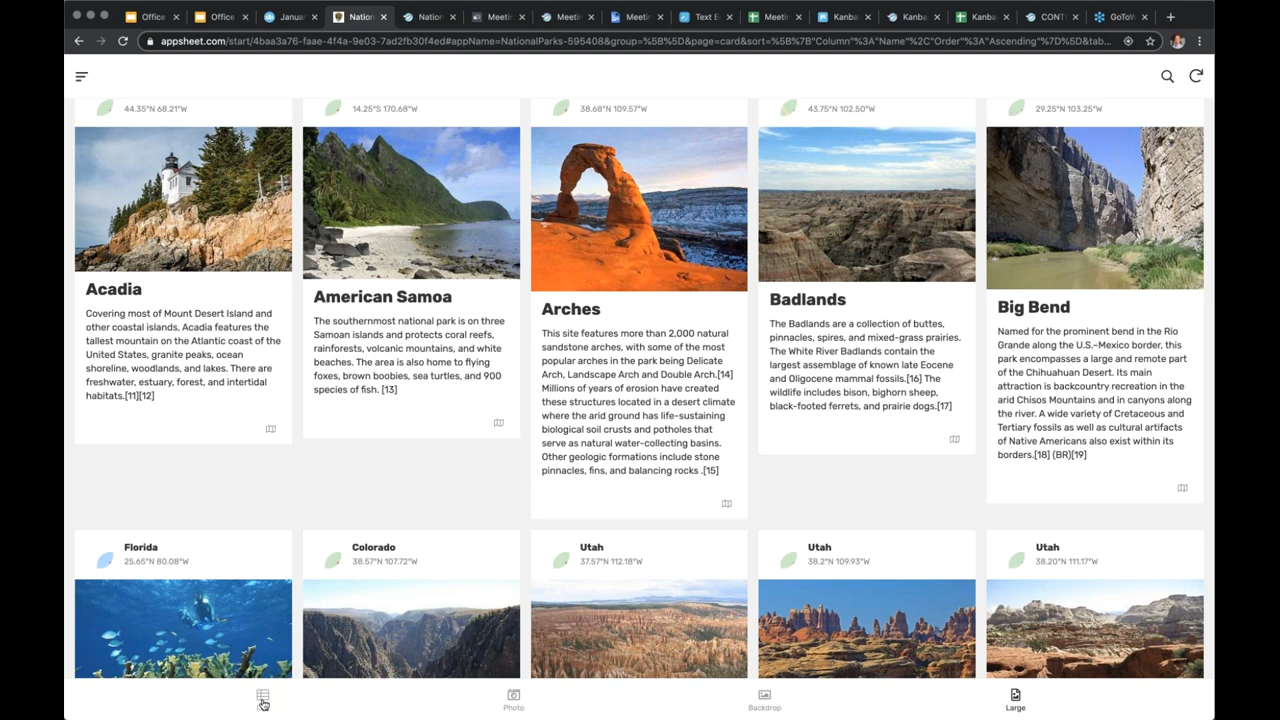 Office
Office
Janua
Nation
Nation
Meetin
Meetin
Meetin
Text E
Meetin
Kanba
Kanba
Kanba
CONT
GoToW
appsheet.com/start/4baa3a76-faae-4f4a-9e03-7ad2fb30f4ed#appName=NationalParks-595408&group=%5B%5D&page=card&sort=%5B%7B"Column"%3A"Name"%2C"Order"%3A"Ascending"%7D%5D&tab...
44.35°N 68.21°W
14.25°S 170.68°W
38.68°N 109.57°W
43.75°N 102.50°W
29.25°N 103.25°W
Acadia
Covering most of Mount Desert Island and
other coastal islands, Acadia features the
tallest mountain on the Atlantic coast of the
United States, granite peaks, ocean
shoreline, woodlands, and lakes. There are
freshwater, estuary, forest, and intertidal
habitats.[11][12]
American Samoa
The southernmost national park is on three
Samoan islands and protects coral reefs,
rainforests, volcanic mountains, and white
beaches. The area is also home to flying
foxes, brown boobies, sea turtles, and 900
species of fish. [13]
Arches
This site features more than 2,000 natural
sandstone arches, with some of the most
popular arches in the park being Delicate
Arch, Landscape Arch and Double Arch.[14]
Millions of years of erosion have created
these structures located in a desert climate
where the arid ground has life-sustaining
biological soil crusts and potholes that
serve as natural water-collecting basins.
Other geologic formations include stone
pinnacles, fins, and balancing rocks .[15]
Badlands
The Badlands are a collection of buttes,
pinnacles, spires, and mixed-grass prairies.
The White River Badlands contain the
largest assemblage of known late Eocene
and Oligocene mammal fossils.[16] The
wildlife includes bison, bighorn sheep,
black-footed ferrets, and prairie dogs.[17]
Big Bend
Named for the prominent bend in the Rio
Grande along the U.S.–Mexico border, this
park encompasses a large and remote part
of the Chihuahuan Desert. Its main
attraction is backcountry recreation in the
arid Chisos Mountains and in canyons along
the river. A wide variety of Cretaceous and
Tertiary fossils as well as cultural artifacts
of Native Americans also exist within its
borders.[18] (BR)[19]
Florida
25.65°N 80.08°W
Colorado
38.57°N 107.72°W
Utah
37.57°N 112.18°W
Utah
38.2°N 109.93°W
Utah
38.20°N 111.17°W
Photo
Backdrop
Large